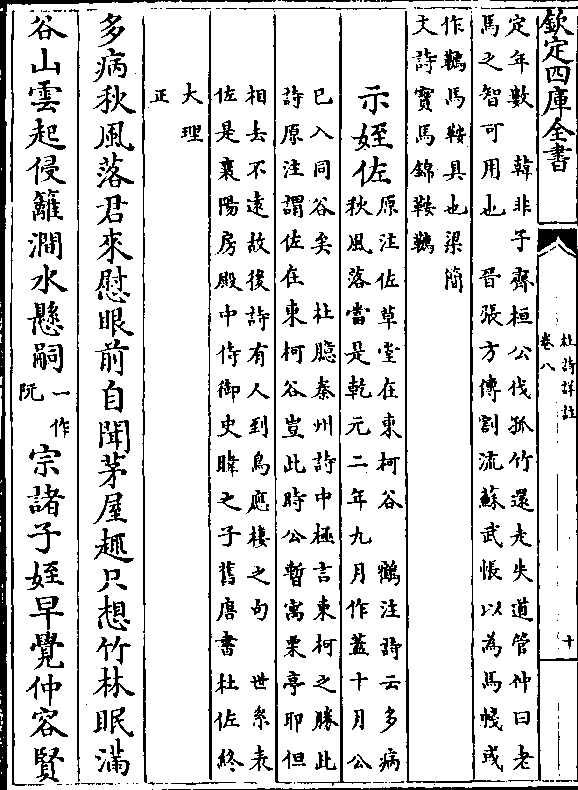 欽定四庫全書
杜詩詳註
卷八
十
定年數　韓非子齊桓公伐孤竹還走失道管仲曰老
馬之智可用也　晉張方傳割流蘇武帳以為馬㡎或
作韉馬鞍具也梁簡
文詩寳馬錦鞍韉
示姪佐
原注佐草堂在東柯谷　鶴注詩云多病
秋風落當是乾元二年九月作蓋十月公
已入同谷矣　杜臆秦州詩中極言東柯之勝此
詩原注謂佐在東柯谷豈此時公暫寓栗亭耶但
相去不遠故後詩有人到鳥應棲之句　世系表
佐是襄陽房殿中侍御史暐之子舊唐書杜佐終
大理
正
多病秋風落君來慰眼前自聞茅屋趣只想竹林眠滿
谷山雲起侵籬澗水懸嗣一作阮宗諸子姪早覺仲容賢